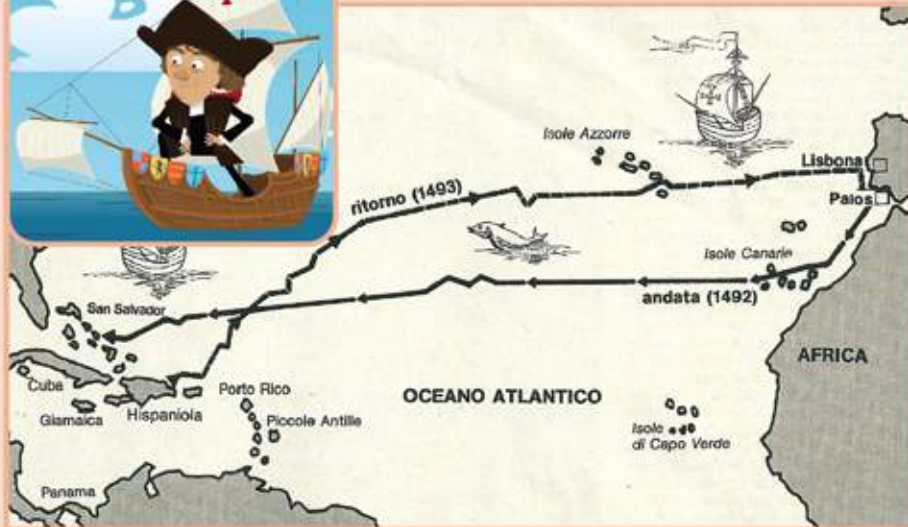 Isole Azzorre
Lisbona
Palos
ritorno (1493)
Isole Canarie
andata (1492)
San Salvador
AFRICA
Cuba
Giamaica
Hispaniola
Porto Rico
Piccole Antille
OCEANO ATLANTICO
Isole
di Capo Verde
Panama